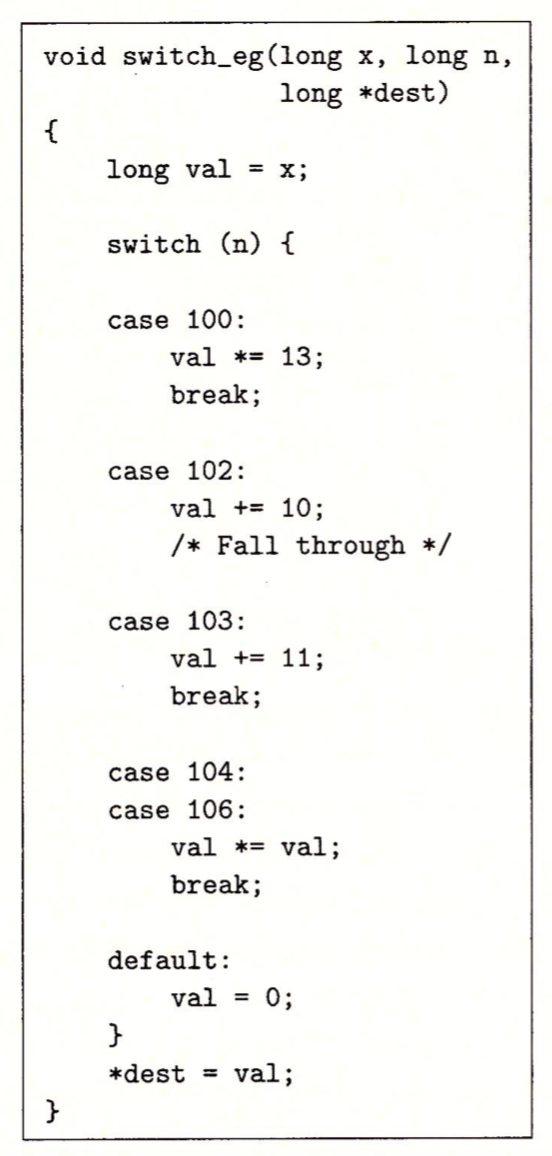 void switch_eg(long x, long n,
               long *dest)
{
    long val = x;

    switch (n) {

    case 100:
        val *= 13;
        break;

    case 102:
        val += 10;
        /* Fall through */

    case 103:
        val += 11;
        break;

    case 104:
    case 106:
        val *= val;
        break;

    default:
        val = 0;
    }
    *dest = val;
}